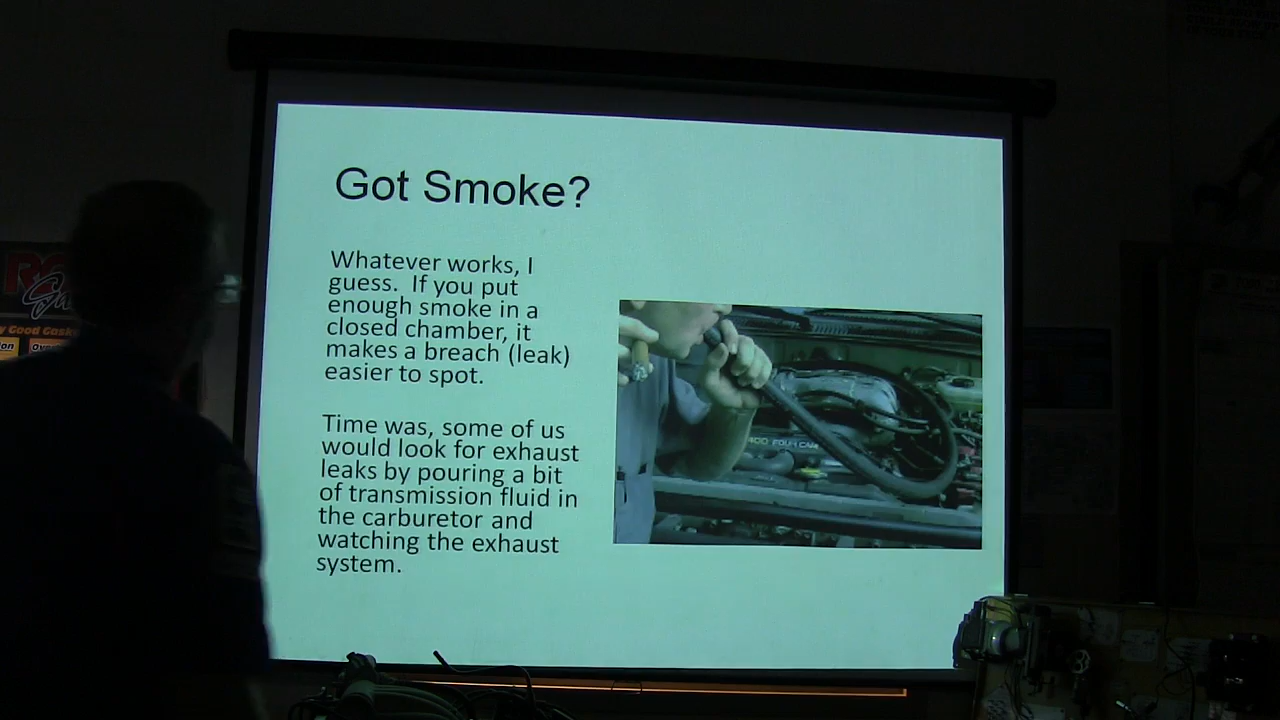 Got Smoke?
Whatever works, I
guess. If you put
enough smoke in a
closed chamber, it
makes a breach (leak)
easier to spot.
Time was, some of us
would look for exhaust
leaks by pouring a bit
of transmission fluid in
the carburetor and
watching the exhaust
system.